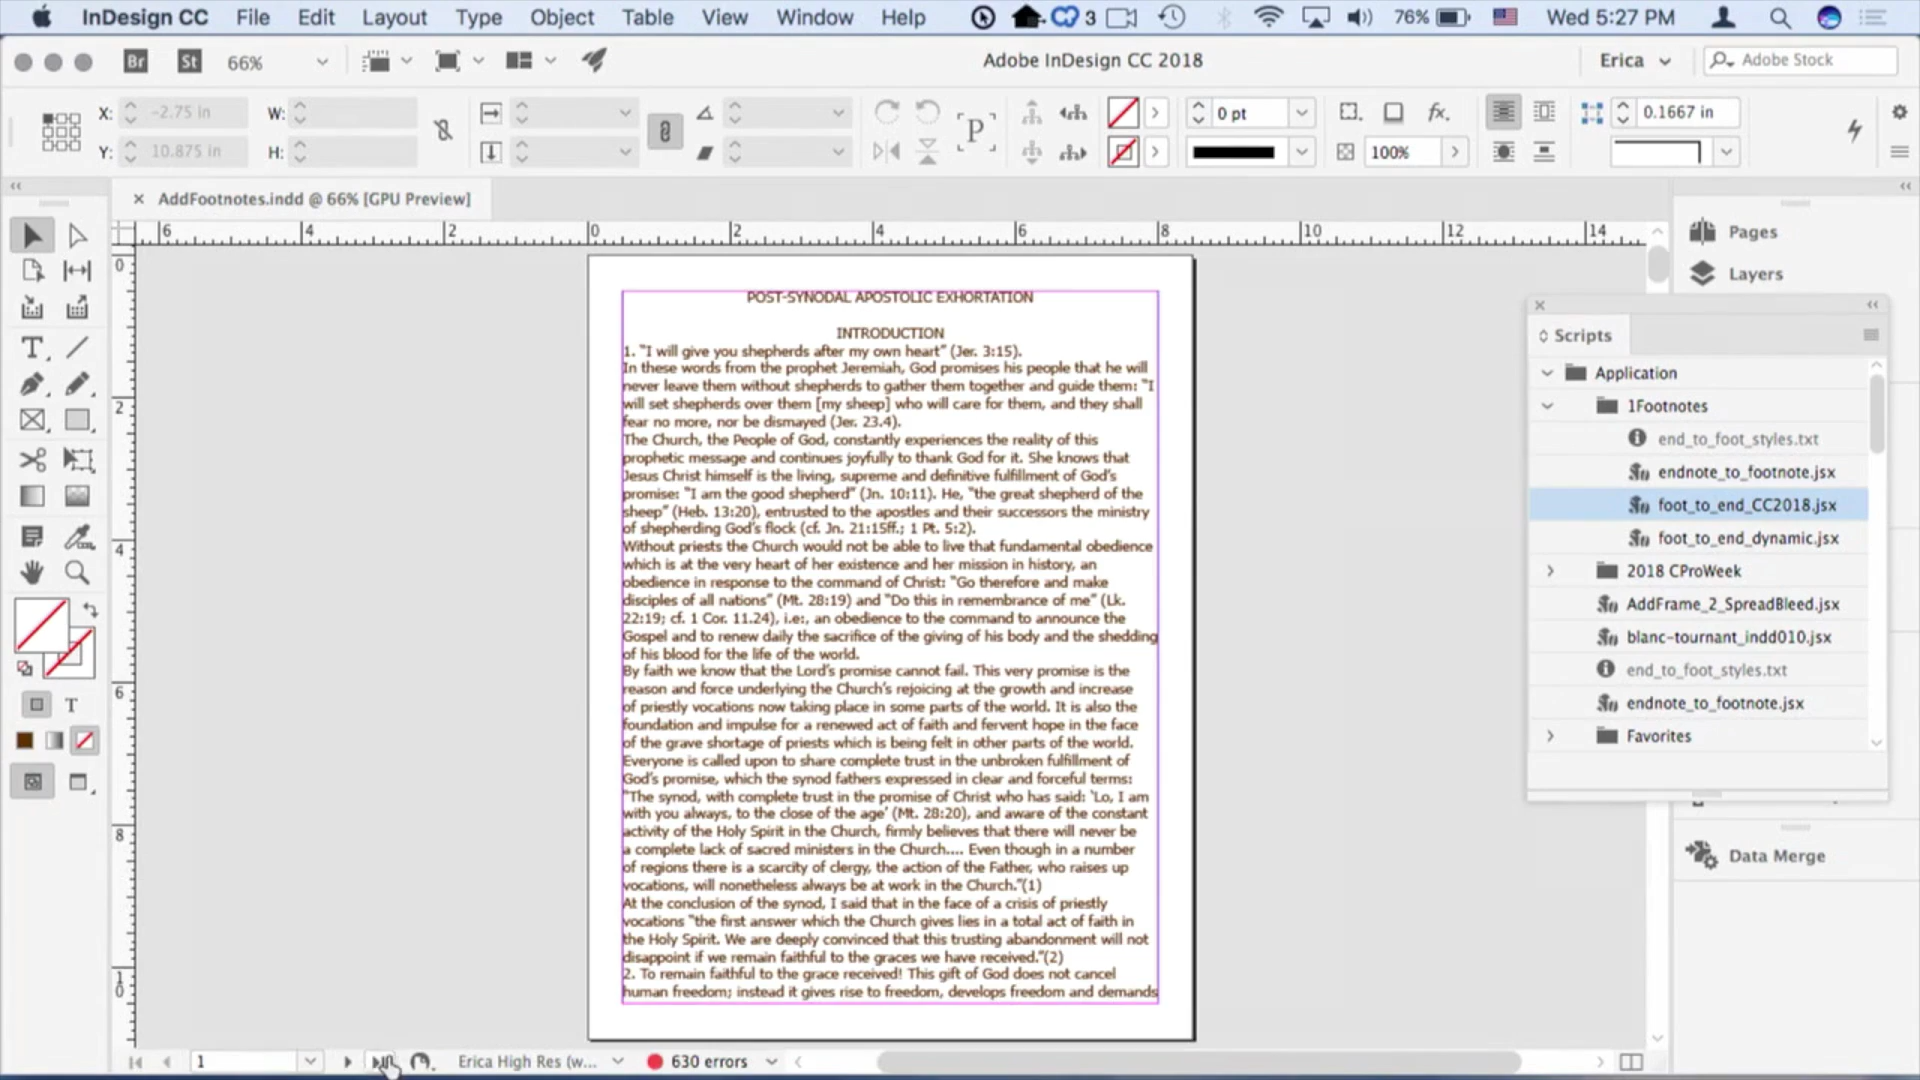 InDesign CC File Edit Layout Type Object Table View Window Help 3 76% Wed 5:27 PM
Br St 66% Adobe InDesign CC 2018 Erica Adobe Stock
X: -2.75 in W: 0 pt fx. 0.1667 in
Y: 10.875 in H: P 100%
AddFootnotes.indd @ 66% [GPU Preview]
6 4 2 0 2 4 6 8 10 12 14
0
2
4
6
8
10
POST-SYNODAL APOSTOLIC EXHORTATION
INTRODUCTION
1. “I will give you shepherds after my own heart” (Jer. 3:15).
In these words from the prophet Jeremiah, God promises his people that he will
never leave them without shepherds to gather them together and guide them: “I
will set shepherds over them [my sheep] who will care for them, and they shall
fear no more, nor be dismayed (Jer. 23.4).
The Church, the People of God, constantly experiences the reality of this
prophetic message and continues joyfully to thank God for it. She knows that
Jesus Christ himself is the living, supreme and definitive fulfillment of God’s
promise: “I am the good shepherd” (Jn. 10:11). He, “the great shepherd of the
sheep” (Heb. 13:20), entrusted to the apostles and their successors the ministry
of shepherding God’s flock (cf. Jn. 21:15ff.; 1 Pt. 5:2).
Without priests the Church would not be able to live that fundamental obedience
which is at the very heart of her existence and her mission in history, an
obedience in response to the command of Christ: “Go therefore and make
disciples of all nations” (Mt. 28:19) and “Do this in remembrance of me” (Lk.
22:19; cf. 1 Cor. 11.24), i.e:, an obedience to the command to announce the
Gospel and to renew daily the sacrifice of the giving of his body and the shedding
of his blood for the life of the world.
By faith we know that the Lord’s promise cannot fail. This very promise is the
reason and force underlying the Church’s rejoicing at the growth and increase
of priestly vocations now taking place in some parts of the world. It is also the
foundation and impulse for a renewed act of faith and fervent hope in the face
of the grave shortage of priests which is being felt in other parts of the world.
Everyone is called upon to share complete trust in the unbroken fulfillment of
God’s promise, which the synod fathers expressed in clear and forceful terms:
“The synod, with complete trust in the promise of Christ who has said: ‘Lo, I am
with you always, to the close of the age’ (Mt. 28:20), and aware of the constant
activity of the Holy Spirit in the Church, firmly believes that there will never be
a complete lack of sacred ministers in the Church.... Even though in a number
of regions there is a scarcity of clergy, the action of the Father, who raises up
vocations, will nonetheless always be at work in the Church.”(1)
At the conclusion of the synod, I said that in the face of a crisis of priestly
vocations “the first answer which the Church gives lies in a total act of faith in
the Holy Spirit. We are deeply convinced that this trusting abandonment will not
disappoint if we remain faithful to the graces we have received.”(2)
2. To remain faithful to the grace received! This gift of God does not cancel
human freedom; instead it gives rise to freedom, develops freedom and demands
Pages
Layers
Scripts
Application
1Footnotes
end_to_foot_styles.txt
endnote_to_footnote.jsx
foot_to_end_CC2018.jsx
foot_to_end_dynamic.jsx
2018 CProWeek
AddFrame_2_SpreadBleed.jsx
blanc-tournant_indd010.jsx
end_to_foot_styles.txt
endnote_to_footnote.jsx
Favorites
Data Merge
1 Erica High Res (w... 630 errors